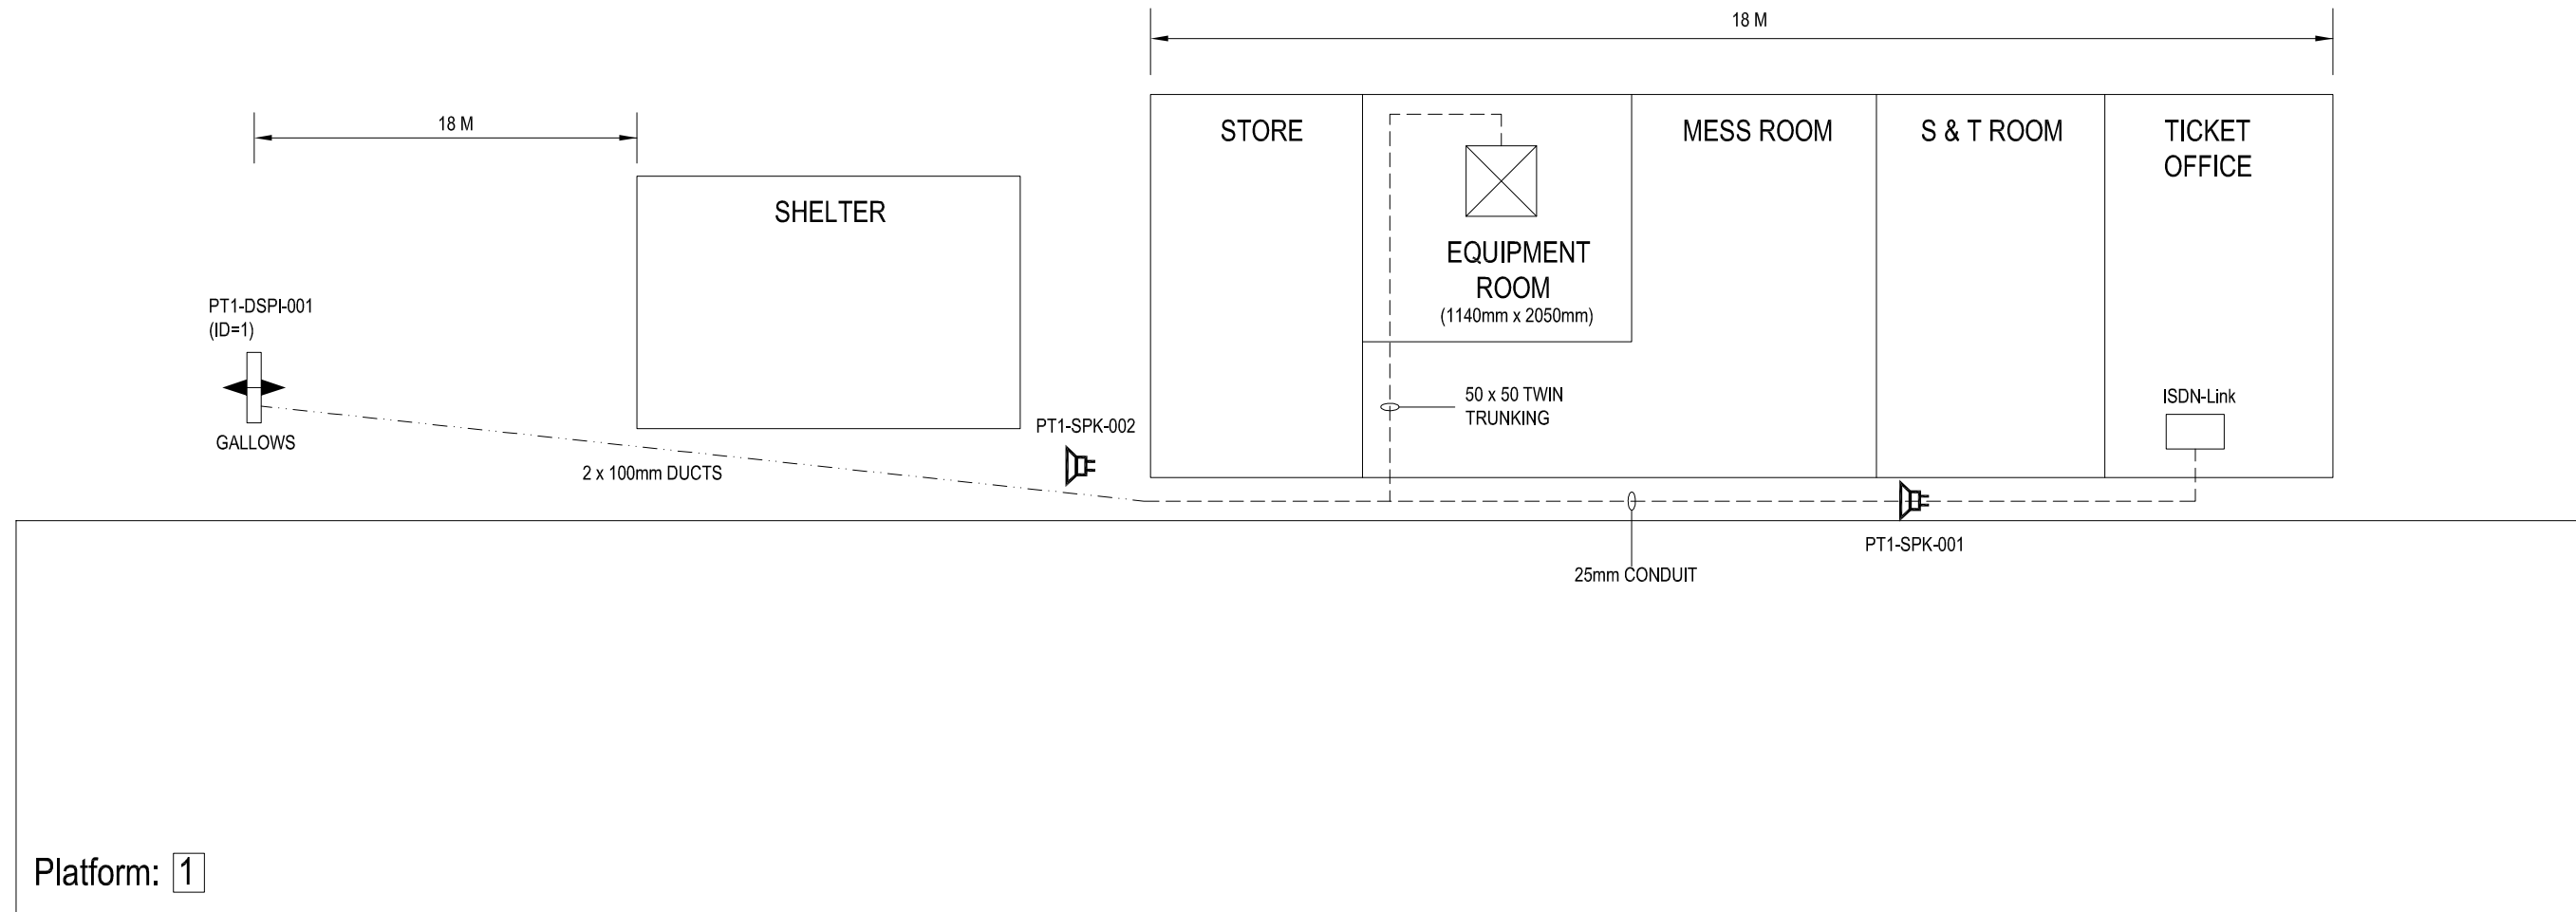 18 M
18 M
STORE
MESS ROOM
S & T ROOM
TICKET
OFFICE
SHELTER
EQUIPMENT
ROOM
(1140mm x 2050mm)
PT1-DSPI-001
(ID=1)
GALLOWS
2 x 100mm DUCTS
PT1-SPK-002
50 x 50 TWIN
TRUNKING
ISDN-Link
PT1-SPK-001
25mm CONDUIT
Platform: 1